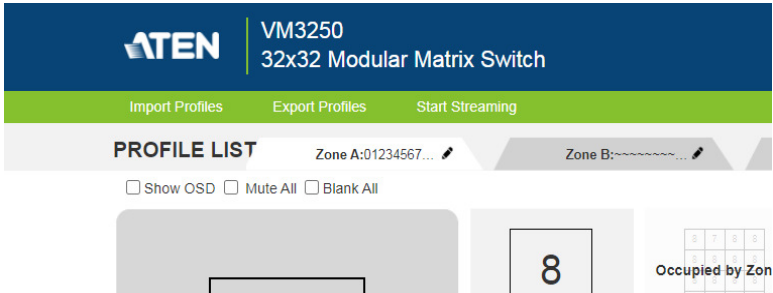 ATEN
VM3250
32x32 Modular Matrix Switch
Import Profiles Export Profiles Start Streaming
PROFILE LIST Zone A:01234567... Zone B:~~~~~~~~...
Show OSD Mute All Blank All
8
Occupied by Zon